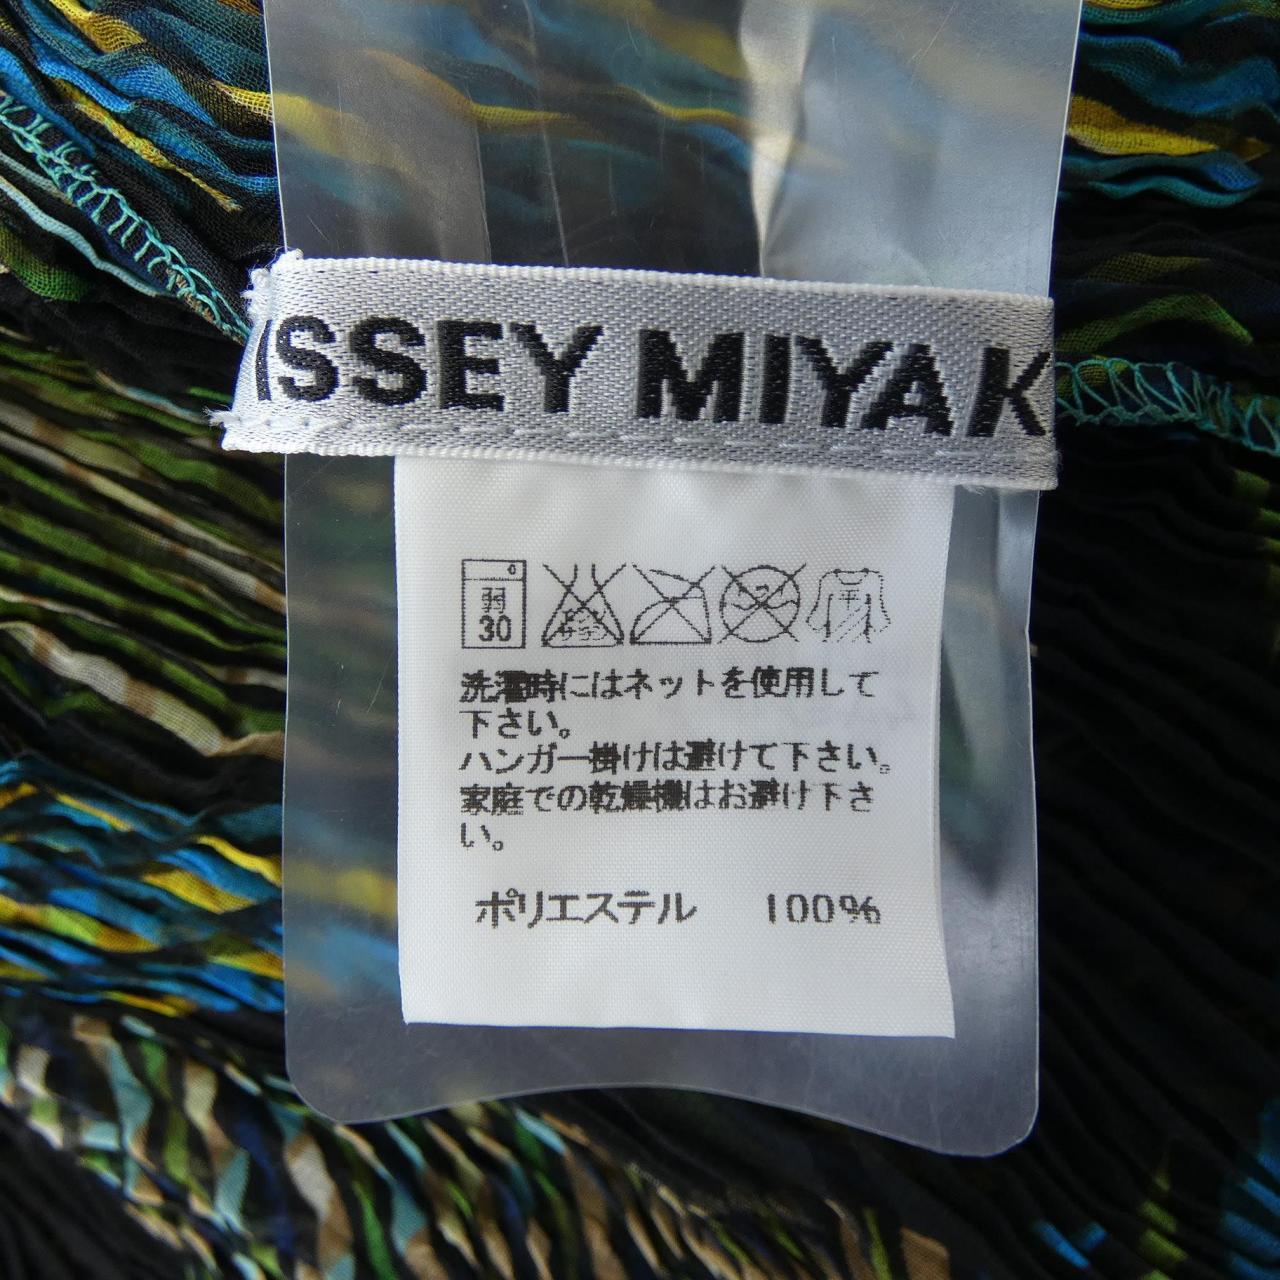 ISSEY MIYAK
弱
30
洗濯時にはネットを使用して
下さい。
ハンガー掛けは避けて下さい。
家庭での乾燥機はお避け下さ
い。
ポリエステル 100%